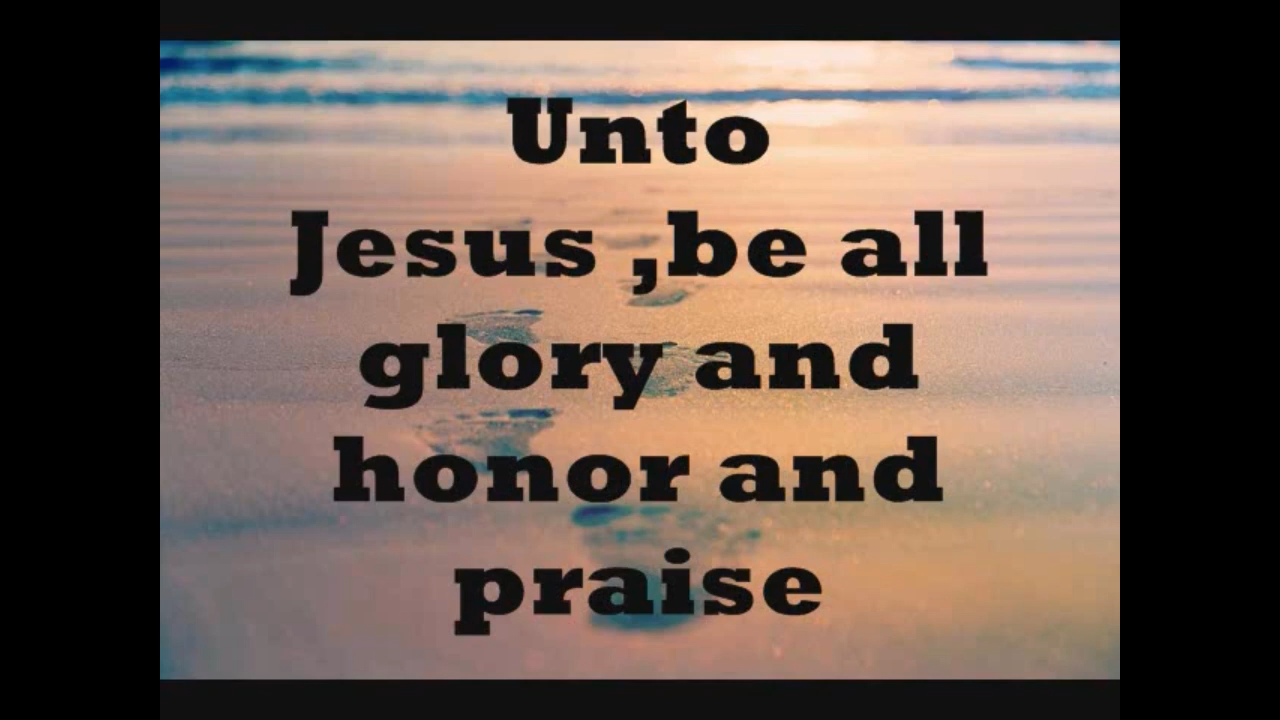 Unto
Jesus ,be all
glory and
honor and
praise